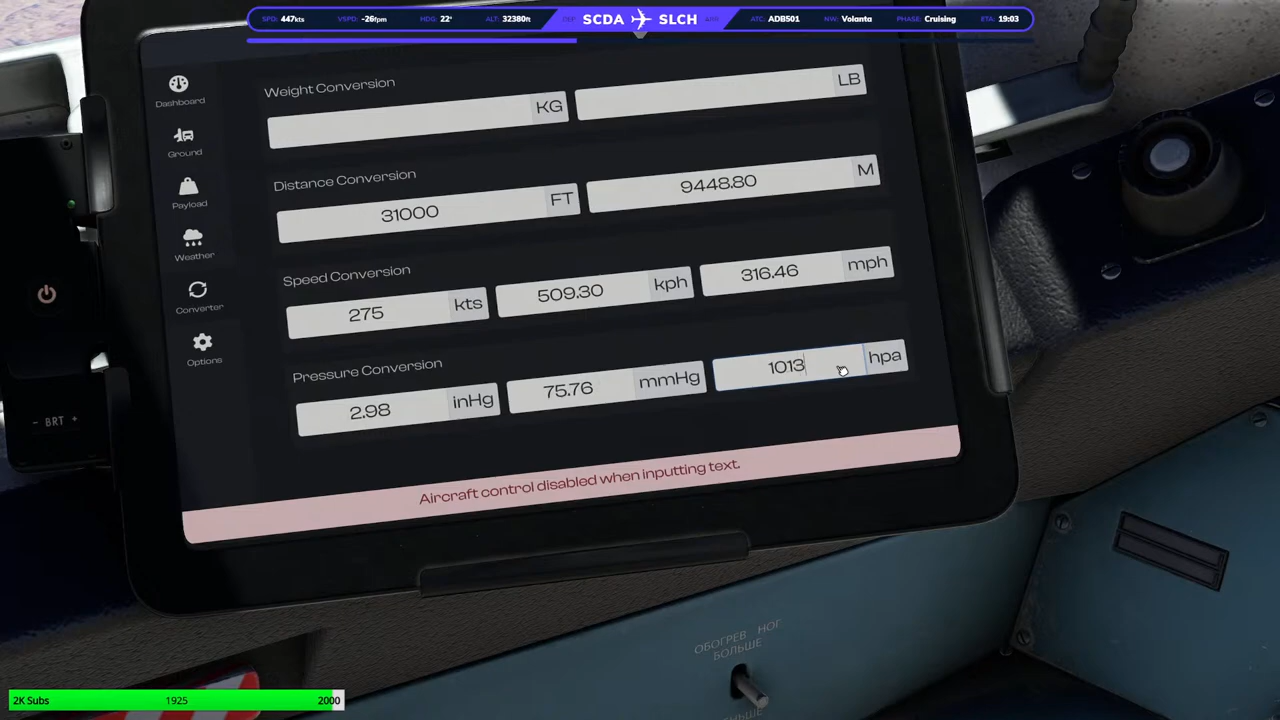 SPD: 447kts VSPD: -26fpm HDG: 22° ALT: 32380ft DEP SCDA SLCH ARR ATC: ADB501 NW: Volanta PHASE: Cruising ETA: 19:03
Dashboard
Ground
Payload
Weather
Converter
Options
Weight Conversion
KG LB
Distance Conversion
31000 FT 9448.80 M
Speed Conversion
275 kts 509.30 kph 316.46 mph
Pressure Conversion
2.98 inHg 75.76 mmHg 1013 hpa
Aircraft control disabled when inputting text.
- BRT +
ОБОГРЕВ НОГ
БОЛЬШЕ
2K Subs 1925 2000